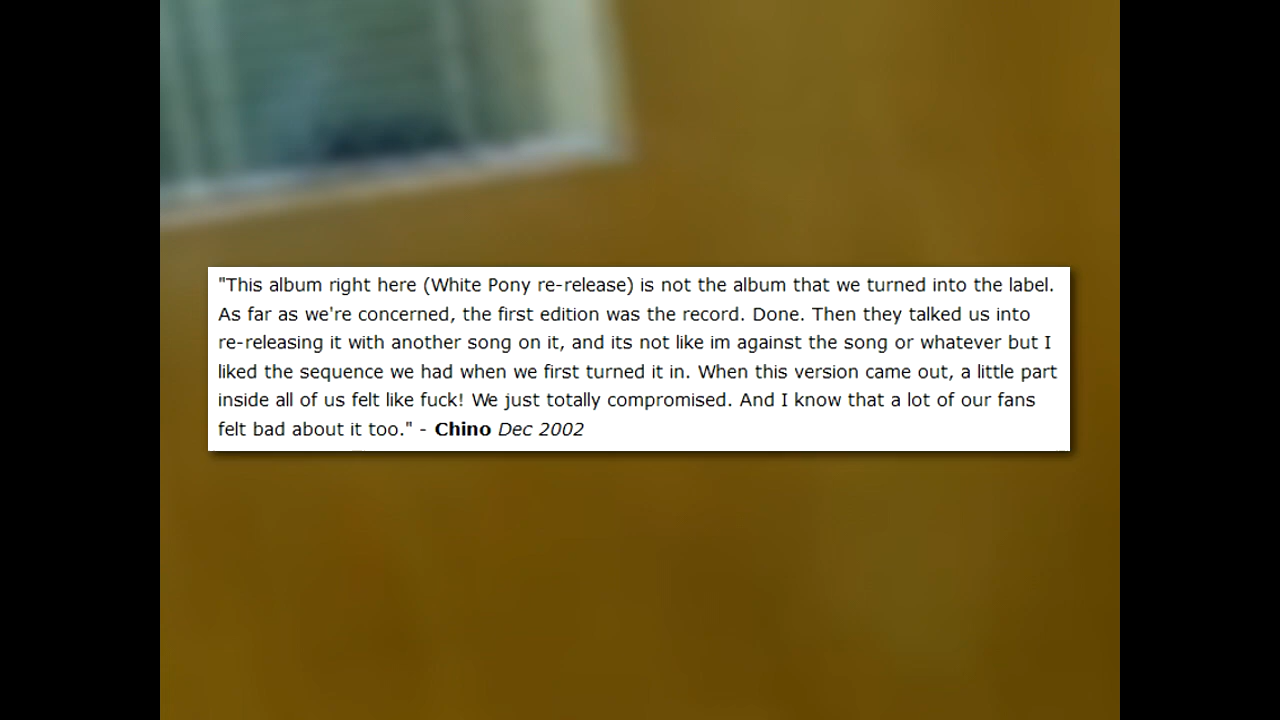 "This album right here (White Pony re-release) is not the album that we turned into the label.
As far as we're concerned, the first edition was the record. Done. Then they talked us into
re-releasing it with another song on it, and its not like im against the song or whatever but I
liked the sequence we had when we first turned it in. When this version came out, a little part
inside all of us felt like fuck! We just totally compromised. And I know that a lot of our fans
felt bad about it too." - Chino Dec 2002